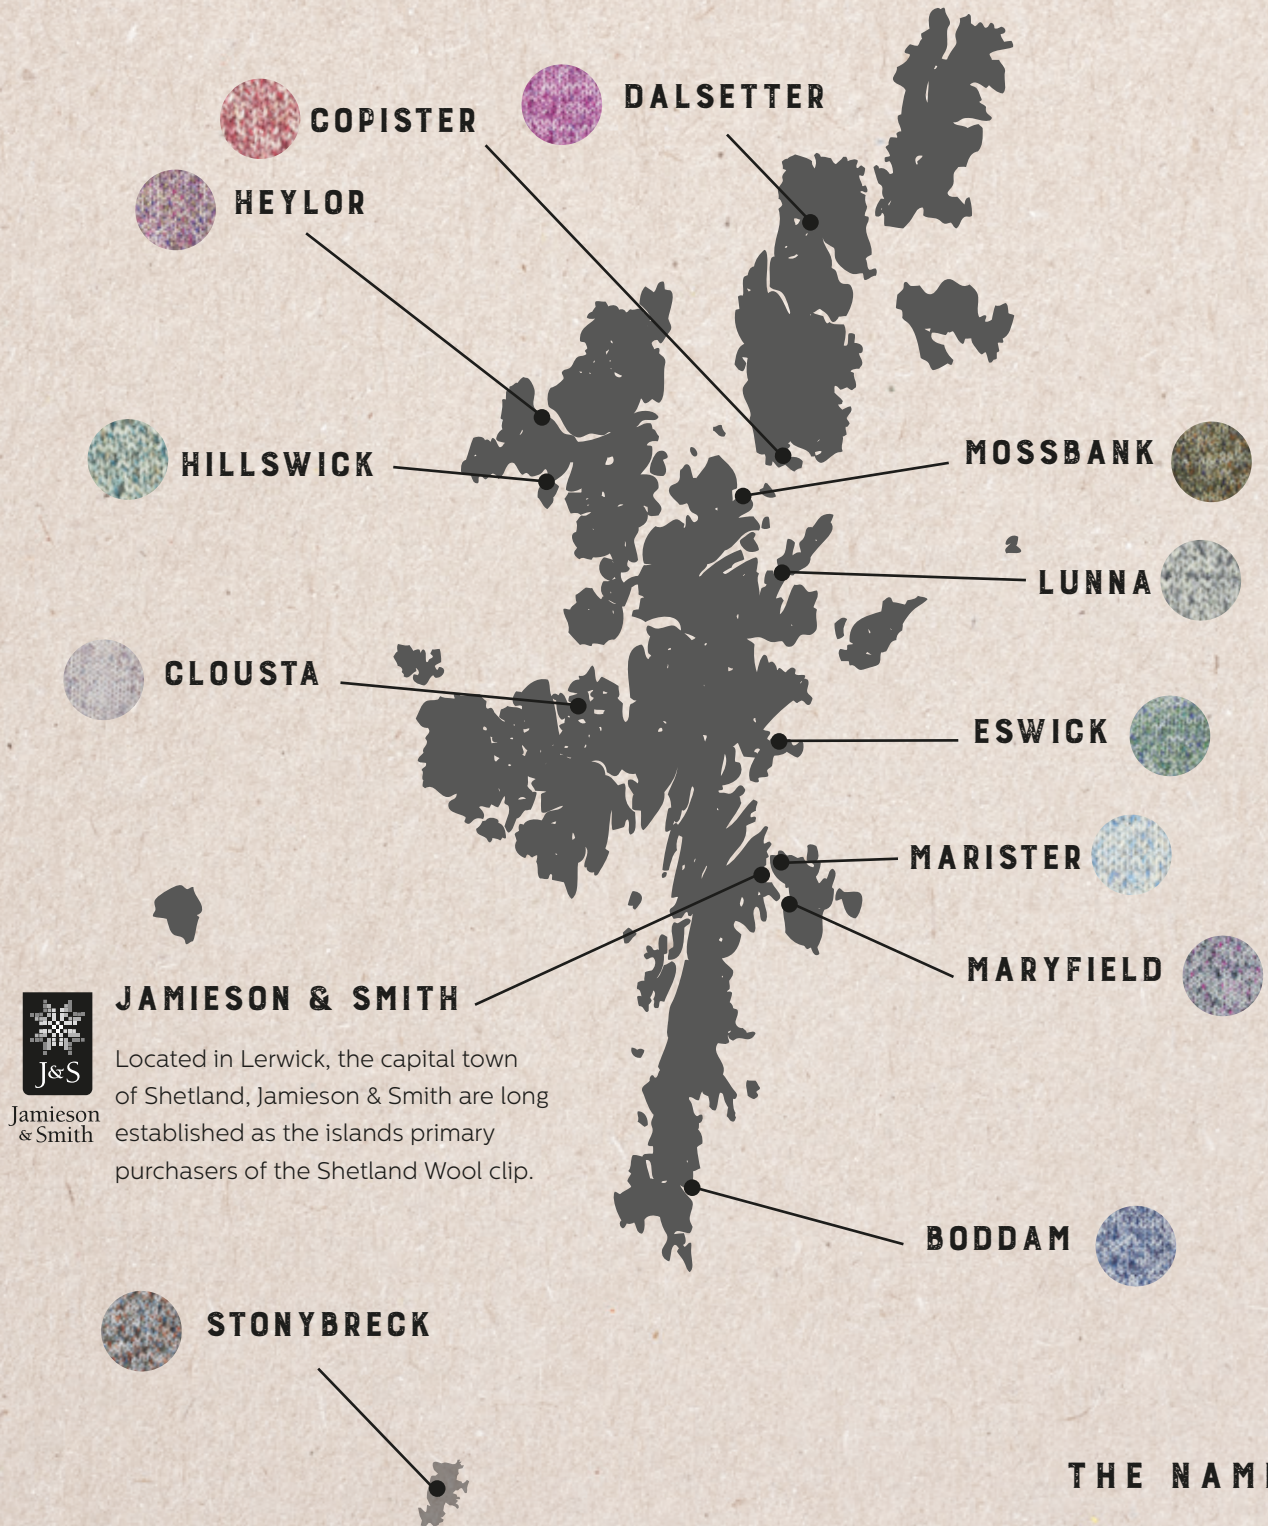 DALSETTER
COPISTER
HEYLOR
HILLSWICK
MOSSBANK
LUNNA
CLOUSTA
ESWICK
MARISTER
MARYFIELD
JAMIESON & SMITH
Located in Lerwick, the capital town
of Shetland, Jamieson & Smith are long
established as the islands primary
purchasers of the Shetland Wool clip.
J&S
Jamieson
& Smith
BODDAM
STONYBRECK
THE NAM